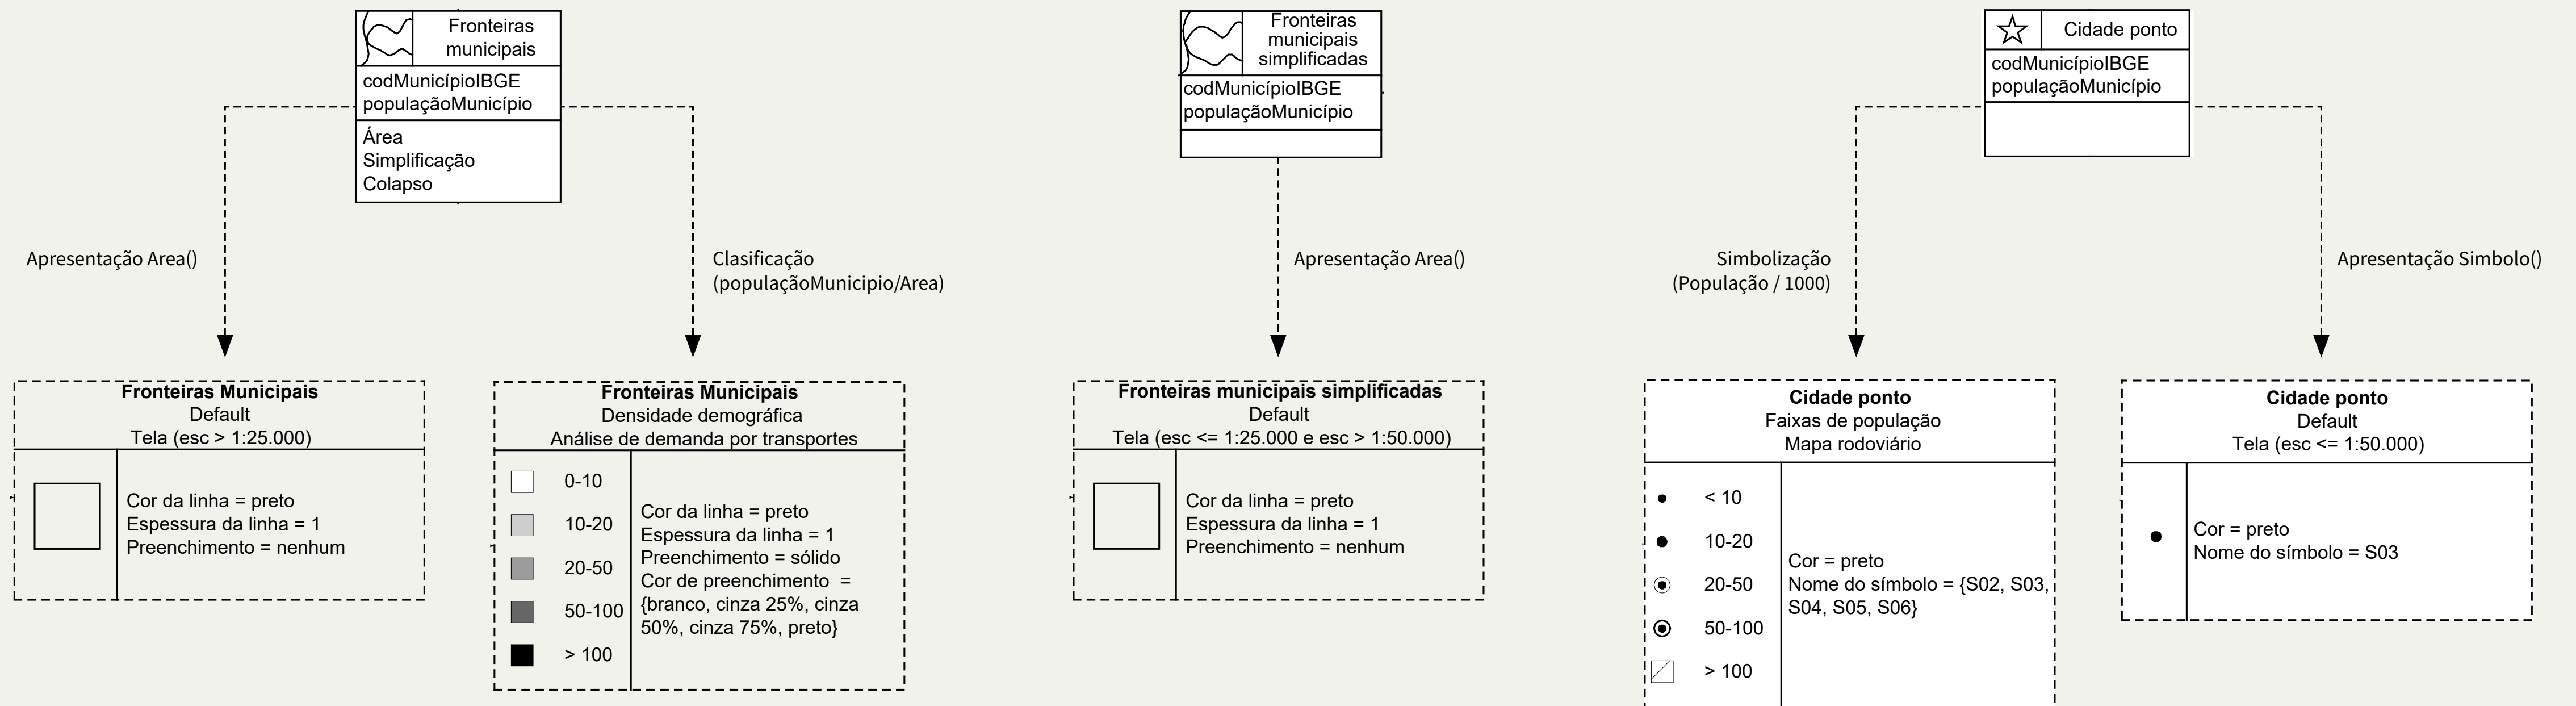 Fronteiras
municipais
codMunicípioIBGE
populaçãoMunicípio
Área
Simplificação
Colapso
Apresentação Area()
Clasificação
(populaçãoMunicipio/Area)
Fronteiras Municipais
Default
Tela (esc > 1:25.000)
Cor da linha = preto
Espessura da linha = 1
Preenchimento = nenhum
Fronteiras Municipais
Densidade demográfica
Análise de demanda por transportes
0-10
10-20
20-50
50-100
> 100
Cor da linha = preto
Espessura da linha = 1
Preenchimento = sólido
Cor de preenchimento =
{branco, cinza 25%, cinza
50%, cinza 75%, preto}
Fronteiras
municipais
simplificadas
codMunicípioIBGE
populaçãoMunicípio
Apresentação Area()
Fronteiras municipais simplificadas
Default
Tela (esc <= 1:25.000 e esc > 1:50.000)
Cor da linha = preto
Espessura da linha = 1
Preenchimento = nenhum
Cidade ponto
codMunicípioIBGE
populaçãoMunicípio
Simbolização
(População / 1000)
Apresentação Simbolo()
Cidade ponto
Faixas de população
Mapa rodoviário
< 10
10-20
20-50
50-100
> 100
Cor = preto
Nome do símbolo = {S02, S03,
S04, S05, S06}
Cidade ponto
Default
Tela (esc <= 1:50.000)
Cor = preto
Nome do símbolo = S03